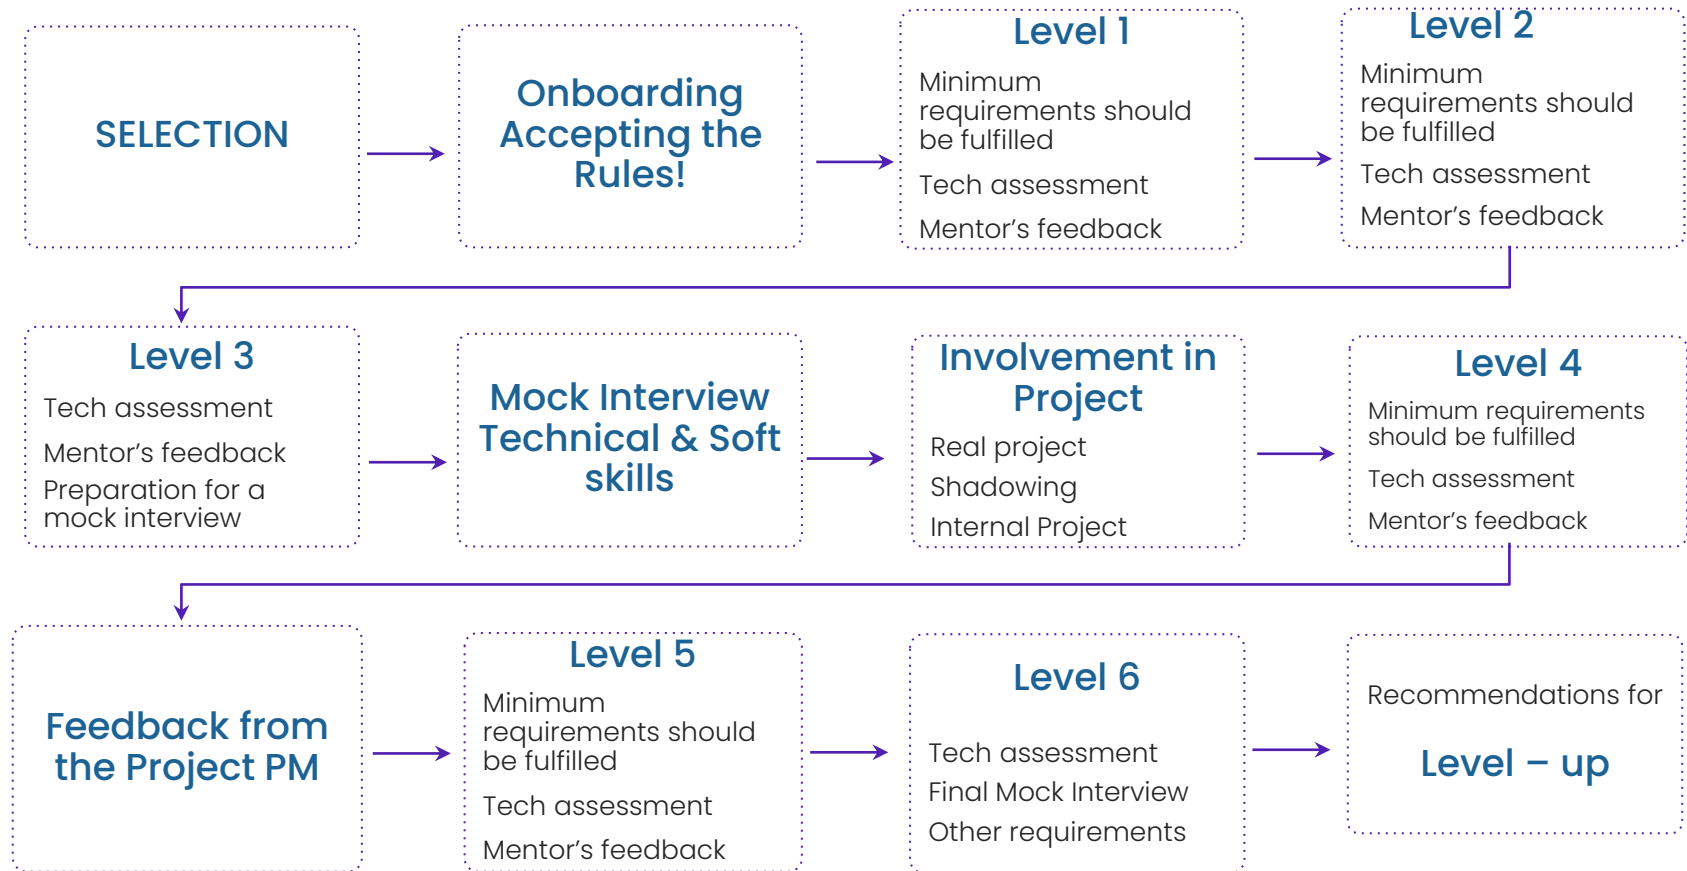 SELECTION
Onboarding
Accepting the
Rules!
Level 1
Minimum
requirements should
be fulfilled
Tech assessment
Mentor’s feedback
Level 2
Minimum
requirements should
be fulfilled
Tech assessment
Mentor’s feedback
Level 3
Tech assessment
Mentor’s feedback
Preparation for a
mock interview
Mock Interview
Technical & Soft
skills
Involvement in
Project
Real project
Shadowing
Internal Project
Level 4
Minimum requirements
should be fulfilled
Tech assessment
Mentor’s feedback
Feedback from
the Project PM
Level 5
Minimum
requirements should
be fulfilled
Tech assessment
Mentor’s feedback
Level 6
Tech assessment
Final Mock Interview
Other requirements
Recommendations for
Level – up